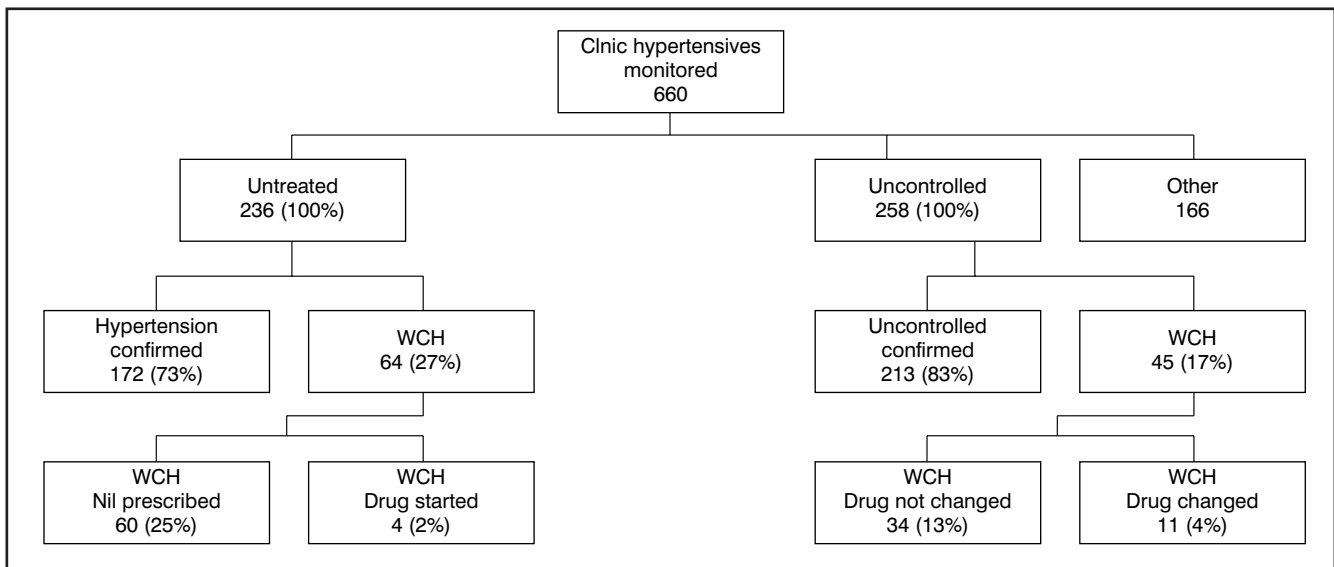 Clnic hypertensives
monitored
660
Untreated
236 (100%)
Uncontrolled
258 (100%)
Other
166
Hypertension
confirmed
172 (73%)
WCH
64 (27%)
Uncontrolled
confirmed
213 (83%)
WCH
45 (17%)
WCH
Nil prescribed
60 (25%)
WCH
Drug started
4 (2%)
WCH
Drug not changed
34 (13%)
WCH
Drug changed
11 (4%)